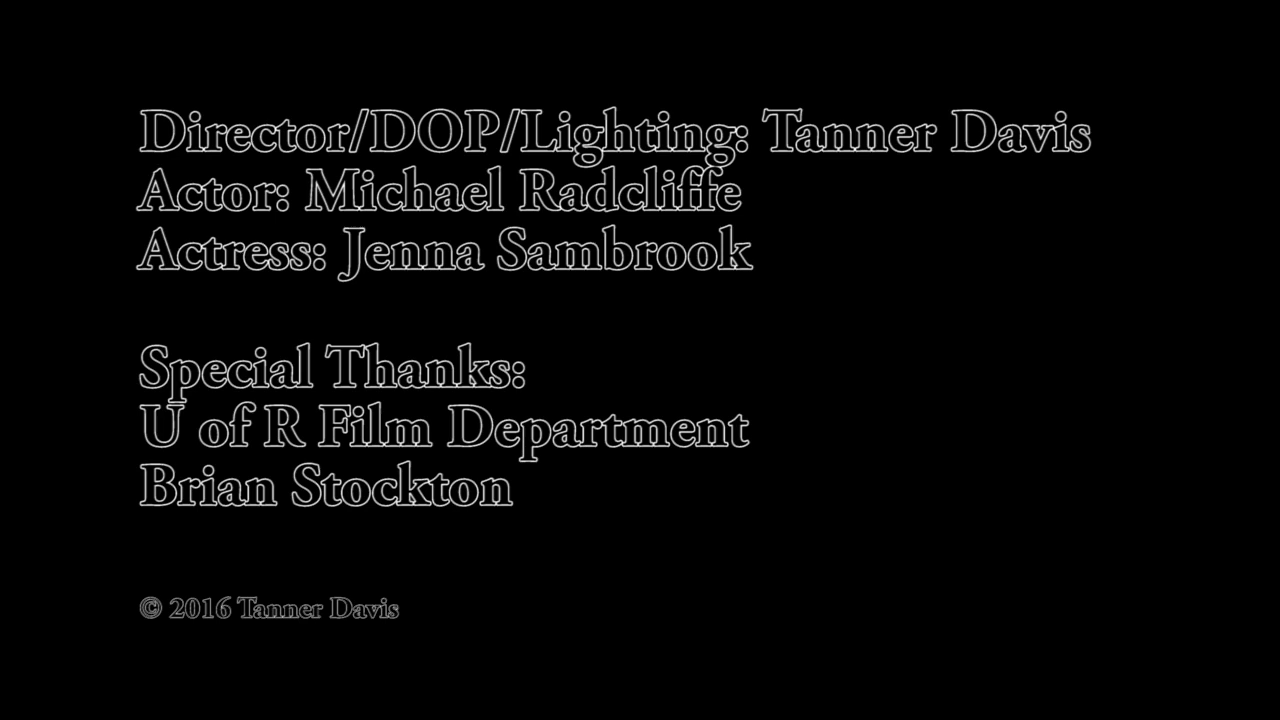 Director/DOP/Lighting: Tanner Davis
Actor: Michael Radcliffe
Actress: Jenna Sambrook
Special Thanks:
U of R Film Department
Brian Stockton
© 2016 Tanner Davis